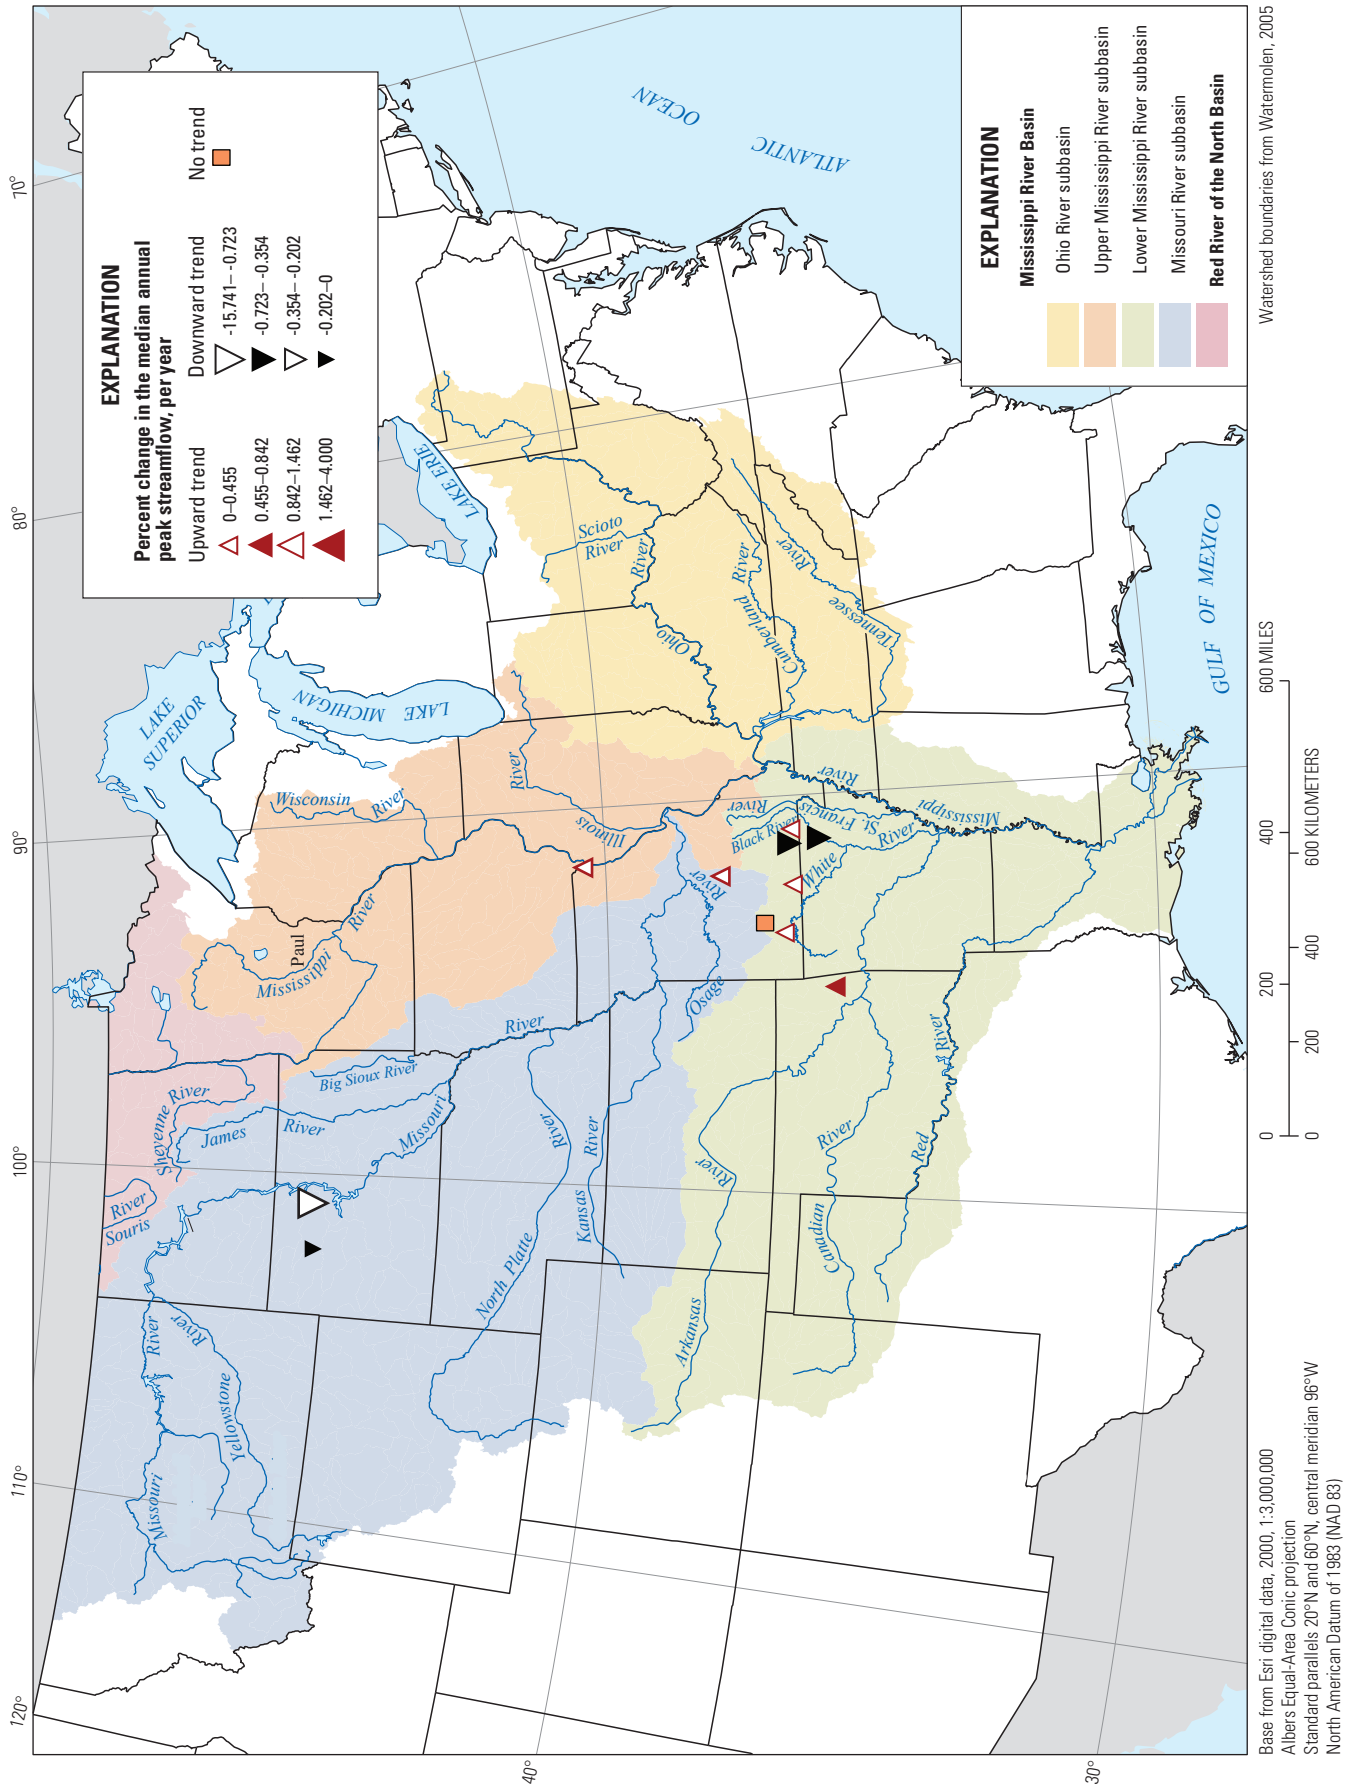 120°
110°
100°
90°
80°
70°
40°
30°
EXPLANATION
Percent change in the median annual
peak streamflow, per year
Upward trend
0–0.455
0.455–0.842
0.842–1.462
1.462–4.000
Downward trend
-15.741– -0.723
-0.723– -0.354
-0.354– -0.202
-0.202–0
No trend
LAKE
SUPERIOR
LAKE MICHIGAN
LAKE ERIE
ATLANTIC
OCEAN
GULF OF MEXICO
Missouri
River
Yellowstone
River
Souris
River
Sheyenne River
James
River
Big Sioux River
Missouri
River
North Platte
River
Kansas
River
Osage
River
Mississippi
River
Paul
Wisconsin
River
Illinois
River
Scioto
River
Ohio
River
Cumberland
River
Tennessee
River
Arkansas
River
Canadian
River
Red
River
White
River
Black River
St. Francis
River
Mississippi
River
EXPLANATION
Mississippi River Basin
Ohio River subbasin
Upper Mississippi River subbasin
Lower Mississippi River subbasin
Missouri River subbasin
Red River of the North Basin
Base from Esri digital data, 2000, 1:3,000,000
Albers Equal-Area Conic projection
Standard parallels 20°N and 60°N, central meridian 96°W
North American Datum of 1983 (NAD 83)
0 200 400 600 MILES
0 200 400 600 KILOMETERS
Watershed boundaries from Watermolen, 2005